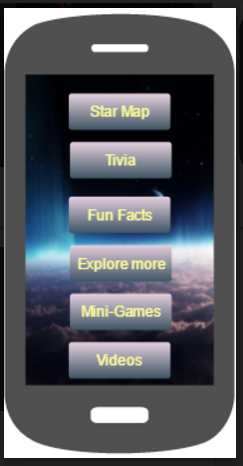 Star Map
Tivia
Fun Facts
Explore more
Mini-Games
Videos